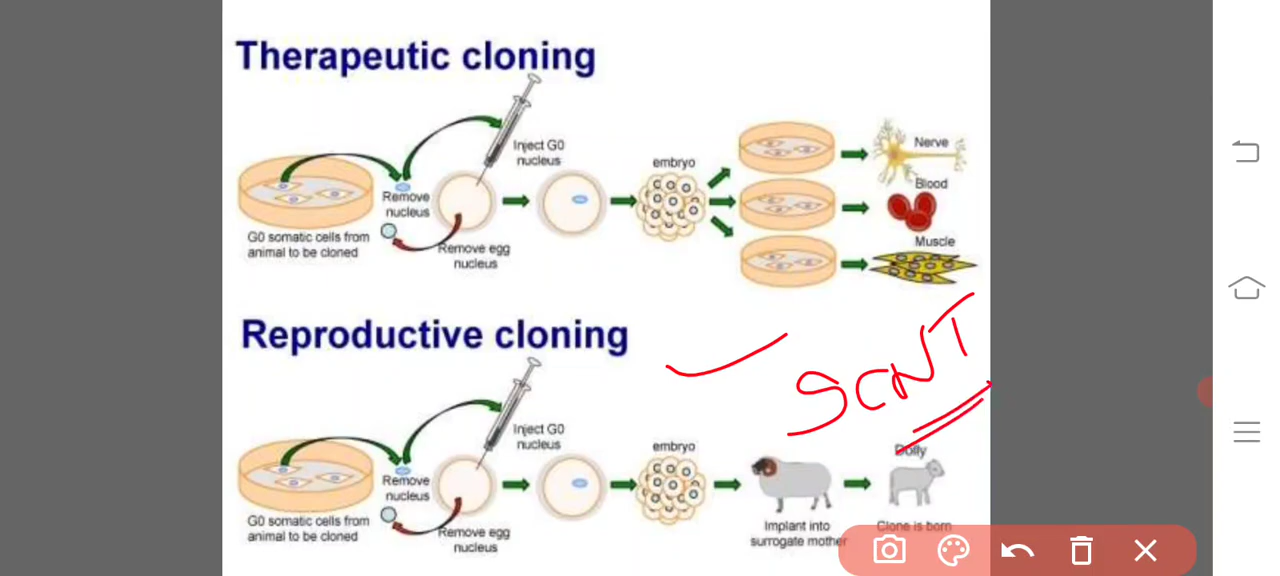 Therapeutic cloning
Inject G0
nucleus
embryo
Nerve
Remove
nucleus
Blood
G0 somatic cells from
animal to be cloned
Remove egg
nucleus
Muscle
Reproductive cloning
SCNT
Inject G0
nucleus
embryo
Dolly
Remove
nucleus
G0 somatic cells from
animal to be cloned
Remove egg
nucleus
Implant into
surrogate mother
Clone is born